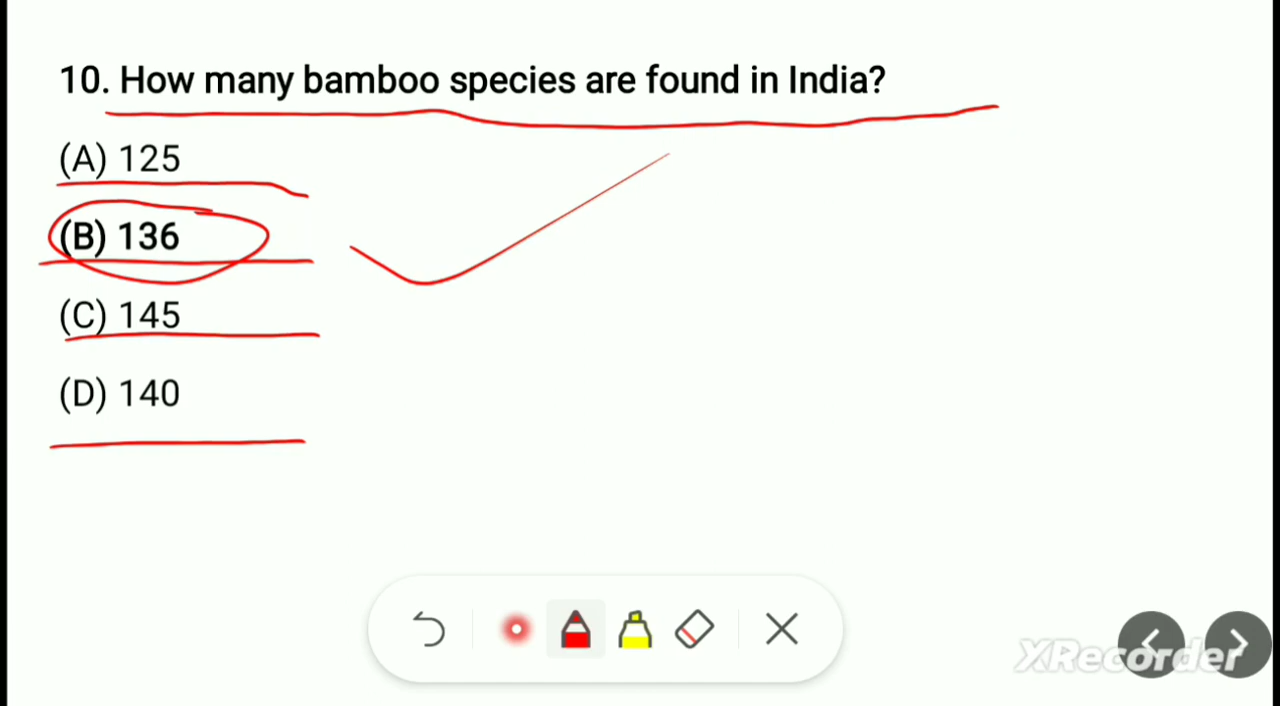 10. How many bamboo species are found in India?
(A) 125
(B) 136
(C) 145
(D) 140
XRecorder